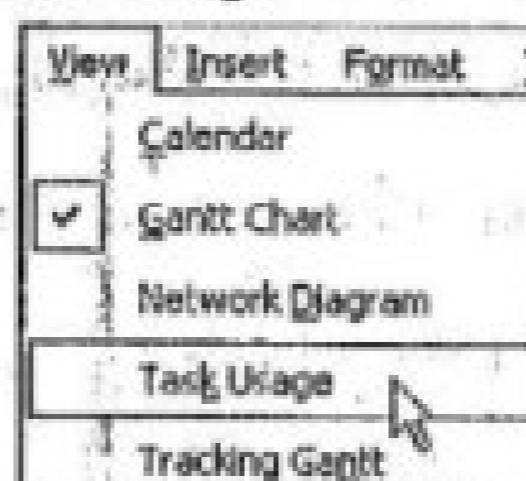 View Insert Format
Calendar
Gantt Chart
Network Diagram
Task Usage
Tracking Gantt